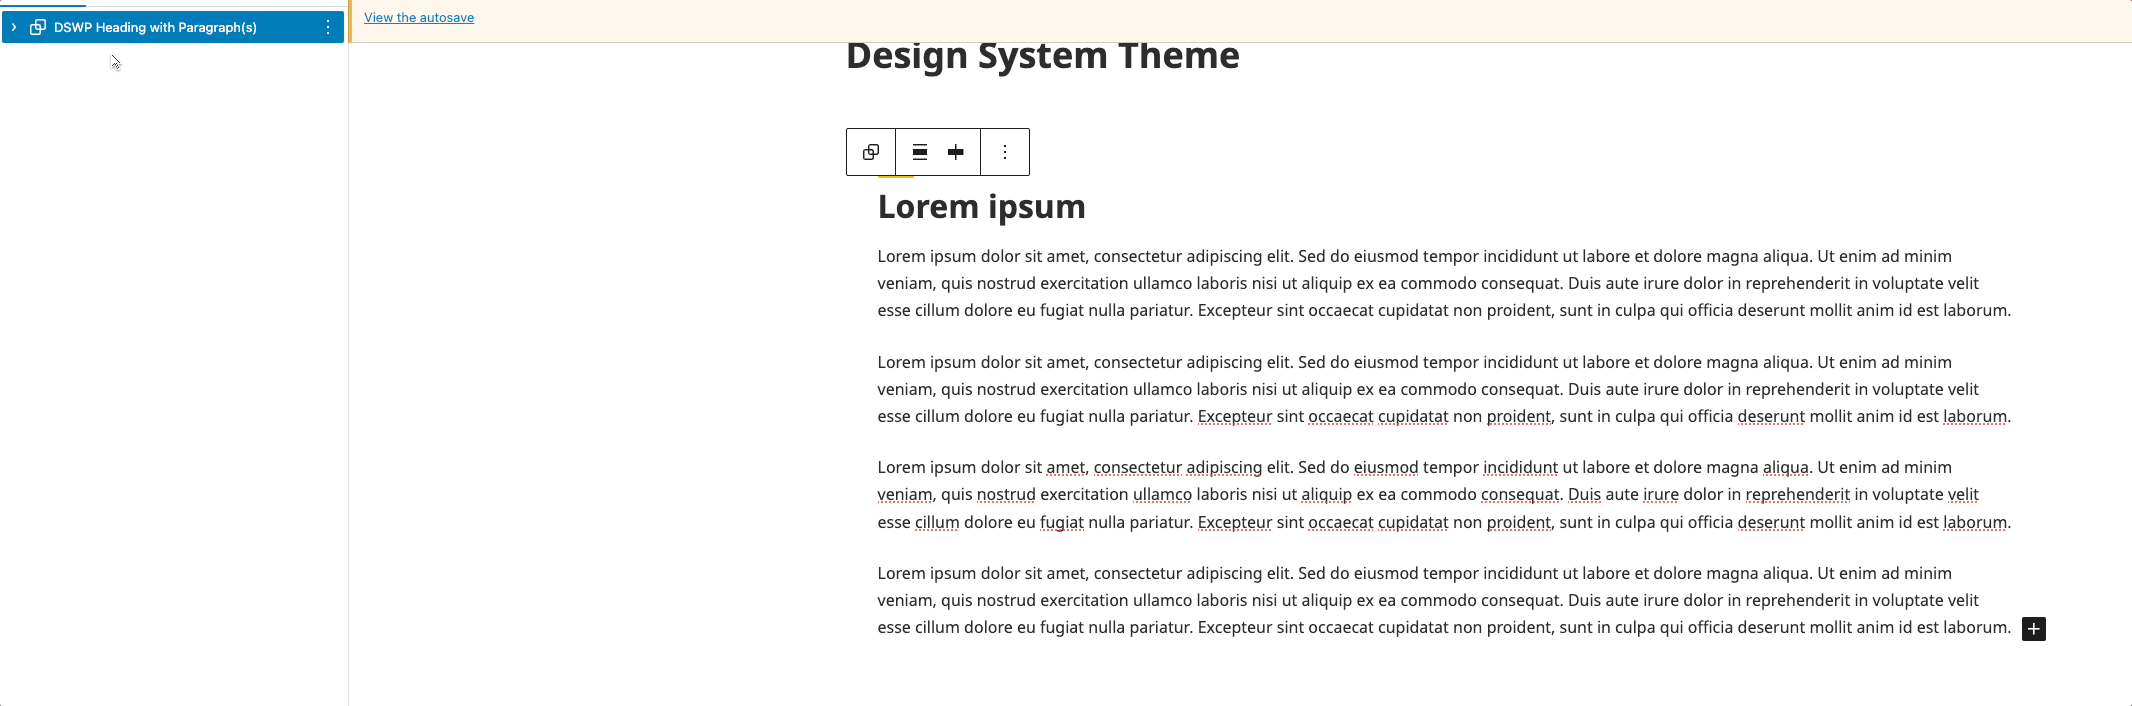 DSWP Heading with Paragraph(s)
View the autosave
Design System Theme
Lorem ipsum
Lorem ipsum dolor sit amet, consectetur adipiscing elit. Sed do eiusmod tempor incididunt ut labore et dolore magna aliqua. Ut enim ad minim
veniam, quis nostrud exercitation ullamco laboris nisi ut aliquip ex ea commodo consequat. Duis aute irure dolor in reprehenderit in voluptate velit
esse cillum dolore eu fugiat nulla pariatur. Excepteur sint occaecat cupidatat non proident, sunt in culpa qui officia deserunt mollit anim id est laborum.
Lorem ipsum dolor sit amet, consectetur adipiscing elit. Sed do eiusmod tempor incididunt ut labore et dolore magna aliqua. Ut enim ad minim
veniam, quis nostrud exercitation ullamco laboris nisi ut aliquip ex ea commodo consequat. Duis aute irure dolor in reprehenderit in voluptate velit
esse cillum dolore eu fugiat nulla pariatur. Excepteur sint occaecat cupidatat non proident, sunt in culpa qui officia deserunt mollit anim id est laborum.
Lorem ipsum dolor sit amet, consectetur adipiscing elit. Sed do eiusmod tempor incididunt ut labore et dolore magna aliqua. Ut enim ad minim
veniam, quis nostrud exercitation ullamco laboris nisi ut aliquip ex ea commodo consequat. Duis aute irure dolor in reprehenderit in voluptate velit
esse cillum dolore eu fugiat nulla pariatur. Excepteur sint occaecat cupidatat non proident, sunt in culpa qui officia deserunt mollit anim id est laborum.
Lorem ipsum dolor sit amet, consectetur adipiscing elit. Sed do eiusmod tempor incididunt ut labore et dolore magna aliqua. Ut enim ad minim
veniam, quis nostrud exercitation ullamco laboris nisi ut aliquip ex ea commodo consequat. Duis aute irure dolor in reprehenderit in voluptate velit
esse cillum dolore eu fugiat nulla pariatur. Excepteur sint occaecat cupidatat non proident, sunt in culpa qui officia deserunt mollit anim id est laborum.